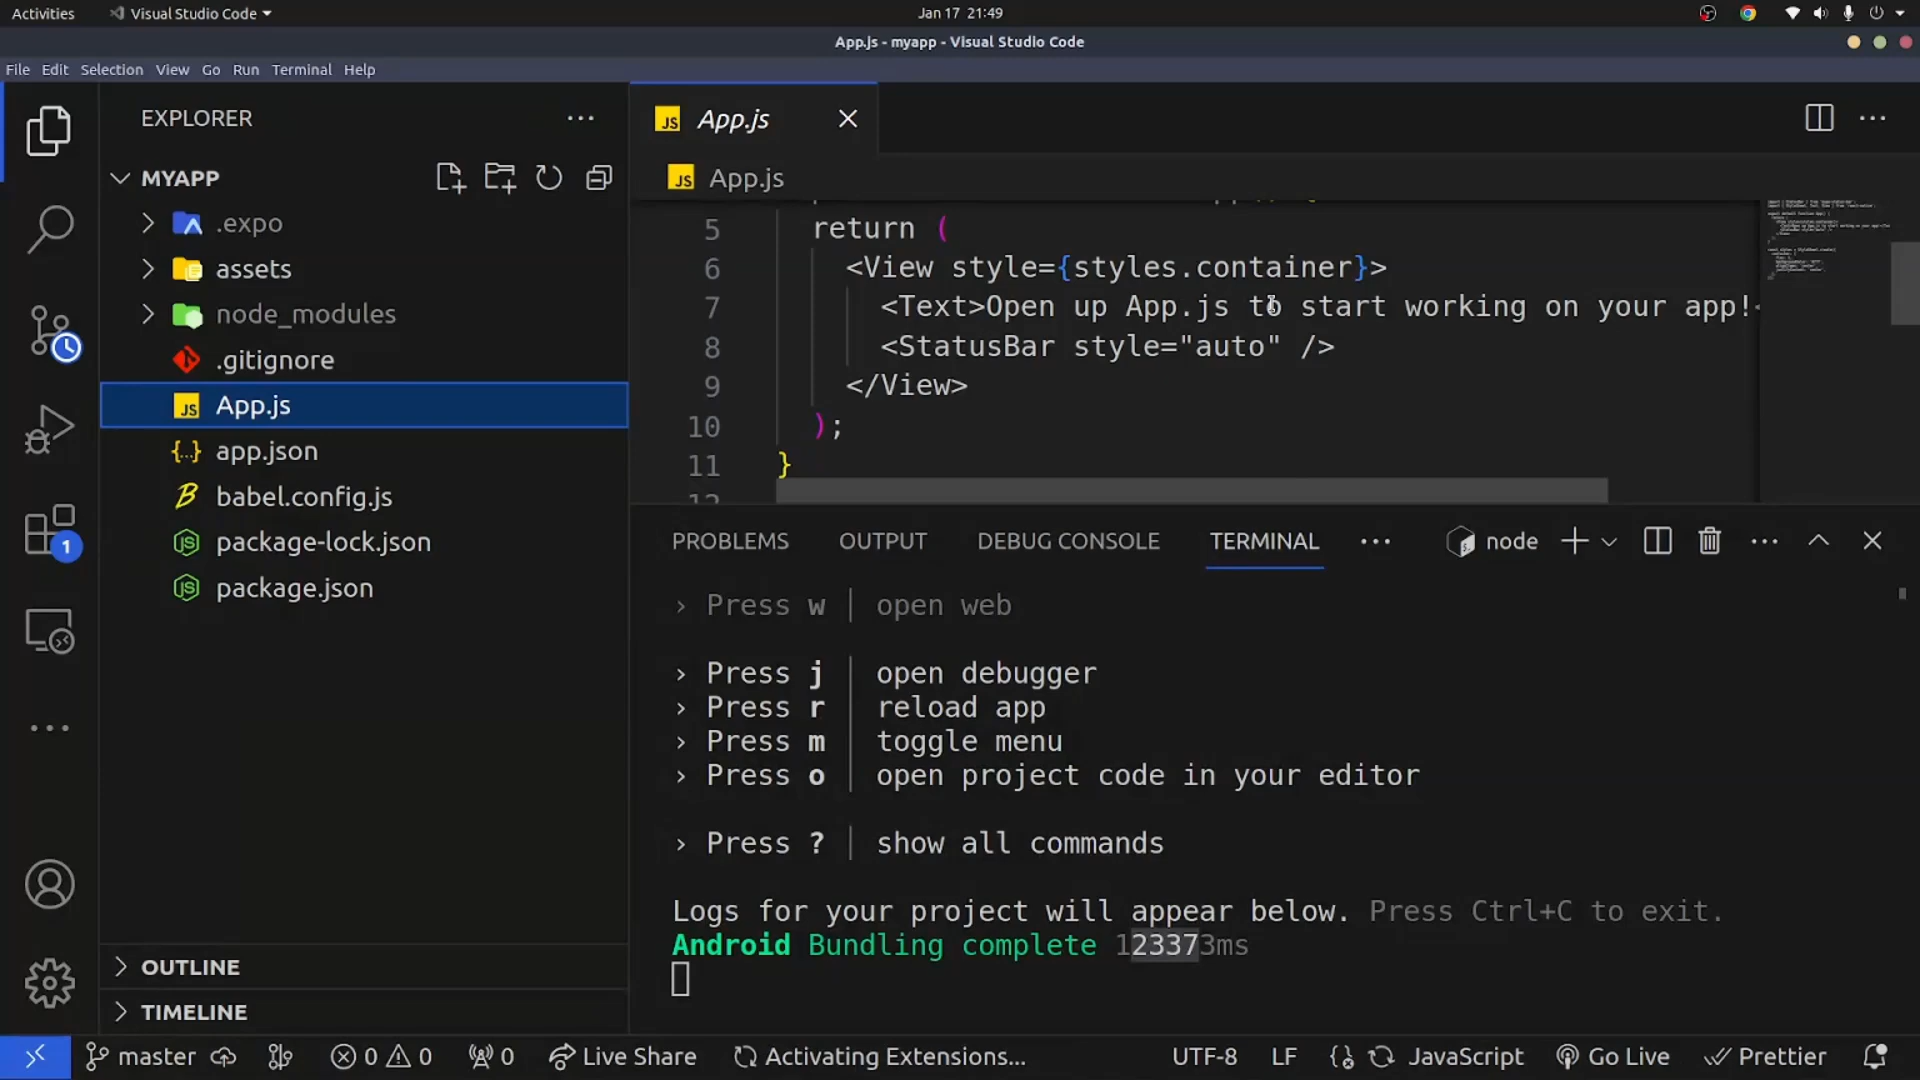 Activities Visual Studio Code Jan 17 21:49
App.js - myapp - Visual Studio Code
File Edit Selection View Go Run Terminal Help
EXPLORER
MYAPP
.expo
assets
node_modules
.gitignore
App.js
app.json
babel.config.js
package-lock.json
package.json
OUTLINE
TIMELINE
JS App.js
JS App.js
5 return (
6 <View style={styles.container}>
7 <Text>Open up App.js to start working on your app!<
8 <StatusBar style="auto" />
9 </View>
10 );
11 }
12
PROBLEMS OUTPUT DEBUG CONSOLE TERMINAL node
› Press w │ open web
› Press j │ open debugger
› Press r │ reload app
› Press m │ toggle menu
› Press o │ open project code in your editor
› Press ? │ show all commands
Logs for your project will appear below. Press Ctrl+C to exit.
Android Bundling complete 123373ms
1
master 0 0 0 Live Share Activating Extensions... UTF-8 LF JavaScript Go Live Prettier